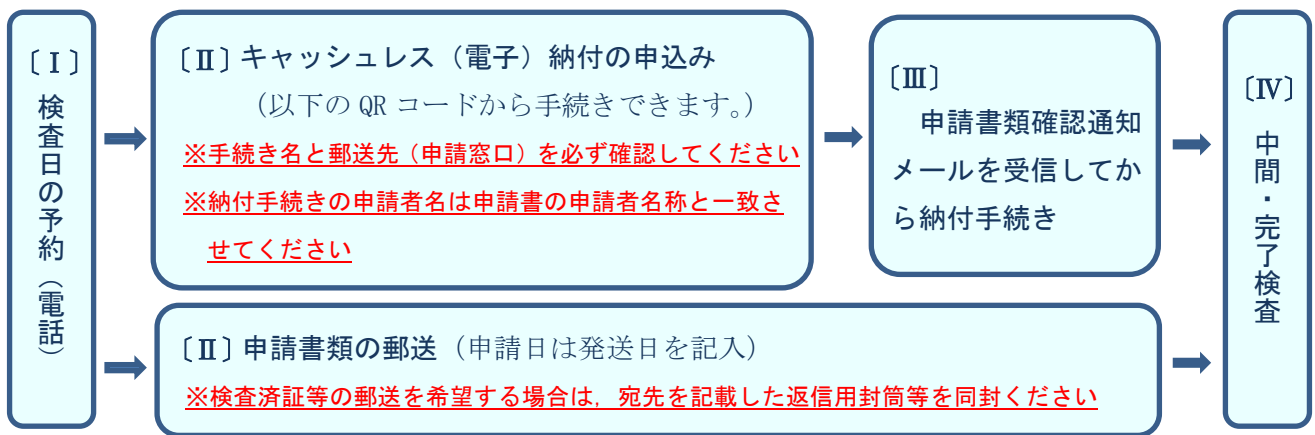 〔Ⅰ〕
検査日の予約（電話）
〔Ⅱ〕キャッシュレス（電子）納付の申込み
（以下の QR コードから手続きできます。）
※手続き名と郵送先（申請窓口）を必ず確認してください
※納付手続きの申請者名は申請書の申請者名称と一致さ
せてください
〔Ⅲ〕
申請書類確認通知
メールを受信してか
ら納付手続き
〔Ⅱ〕申請書類の郵送（申請日は発送日を記入）
※検査済証等の郵送を希望する場合は，宛先を記載した返信用封筒等を同封ください
〔Ⅳ〕
中間・完了検査